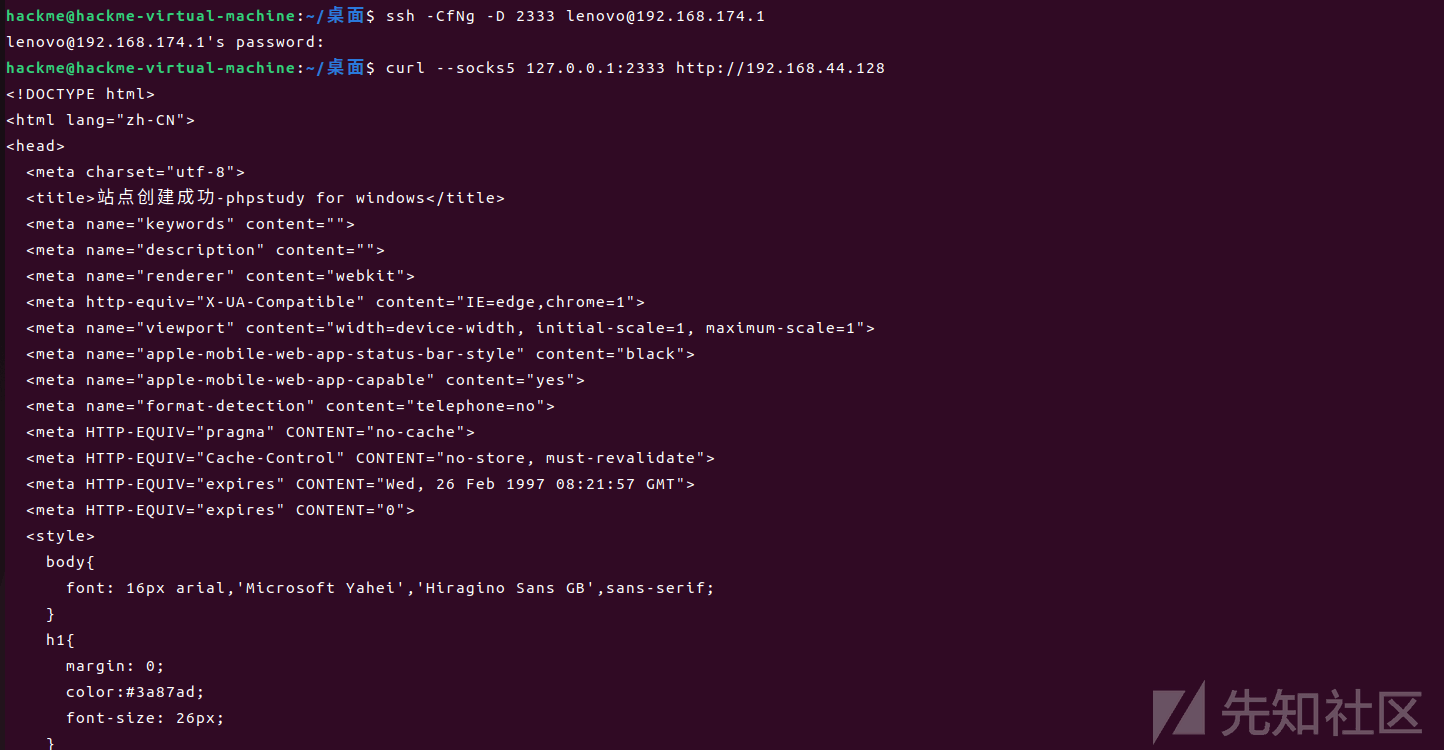 hackme@hackme-virtual-machine:~/桌面$ ssh -CfNg -D 2333 lenovo@192.168.174.1
lenovo@192.168.174.1's password:
hackme@hackme-virtual-machine:~/桌面$ curl --socks5 127.0.0.1:2333 http://192.168.44.128
<!DOCTYPE html>
<html lang="zh-CN">
<head>
  <meta charset="utf-8">
  <title>站点创建成功-phpstudy for windows</title>
  <meta name="keywords" content="">
  <meta name="description" content="">
  <meta name="renderer" content="webkit">
  <meta http-equiv="X-UA-Compatible" content="IE=edge,chrome=1">
  <meta name="viewport" content="width=device-width, initial-scale=1, maximum-scale=1">
  <meta name="apple-mobile-web-app-status-bar-style" content="black">
  <meta name="apple-mobile-web-app-capable" content="yes">
  <meta name="format-detection" content="telephone=no">
  <meta HTTP-EQUIV="pragma" CONTENT="no-cache">
  <meta HTTP-EQUIV="Cache-Control" CONTENT="no-store, must-revalidate">
  <meta HTTP-EQUIV="expires" CONTENT="Wed, 26 Feb 1997 08:21:57 GMT">
  <meta HTTP-EQUIV="expires" CONTENT="0">
  <style>
    body{
      font: 16px arial,'Microsoft Yahei','Hiragino Sans GB',sans-serif;
    }
    h1{
      margin: 0;
      color:#3a87ad;
      font-size: 26px;
    }
先知社区